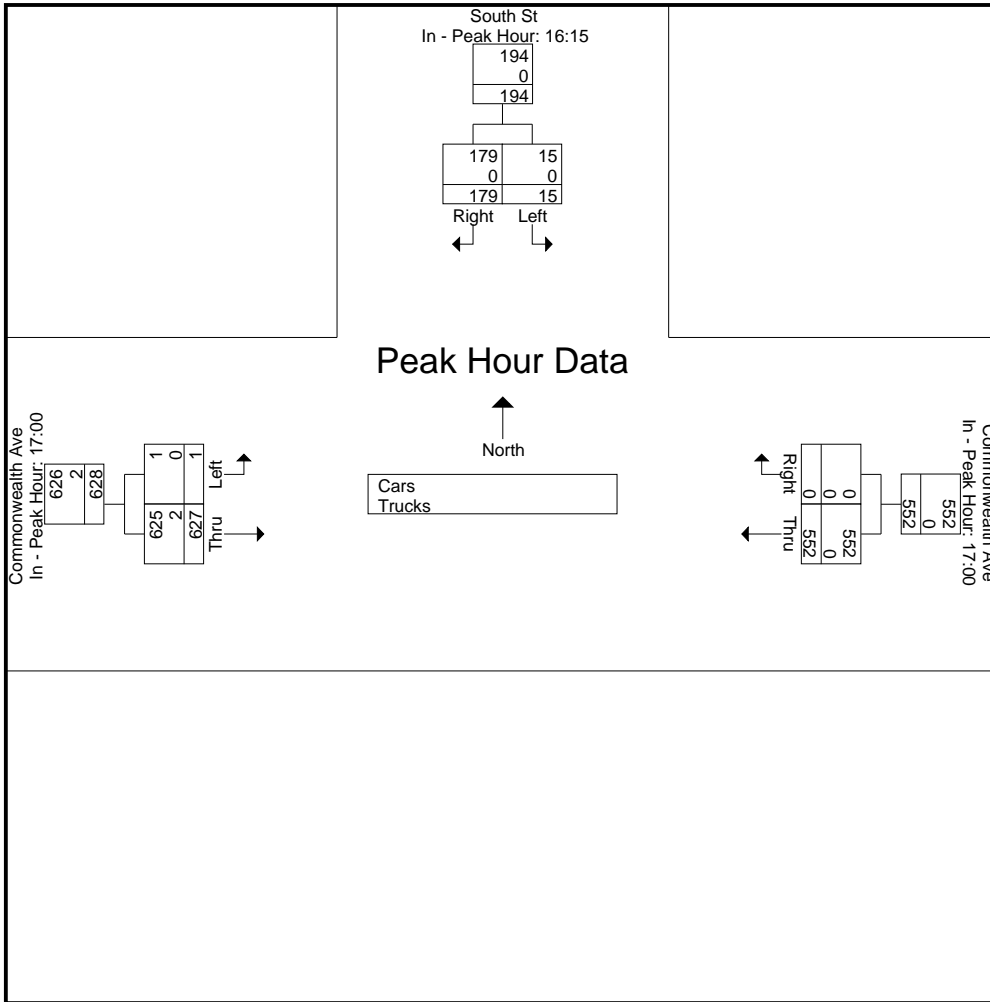 South St
In - Peak Hour: 16:15
194
0
194
179 15
0 0
179 15
Right Left
Peak Hour Data
North
Cars
Trucks
Commonwealth Ave
In - Peak Hour: 17:00
626
2
628
1
0
1
Left
625
2
627
Thru
Commonwealth Ave
In - Peak Hour: 17:00
552
0
552
0
0
0
Right
552
0
552
Thru